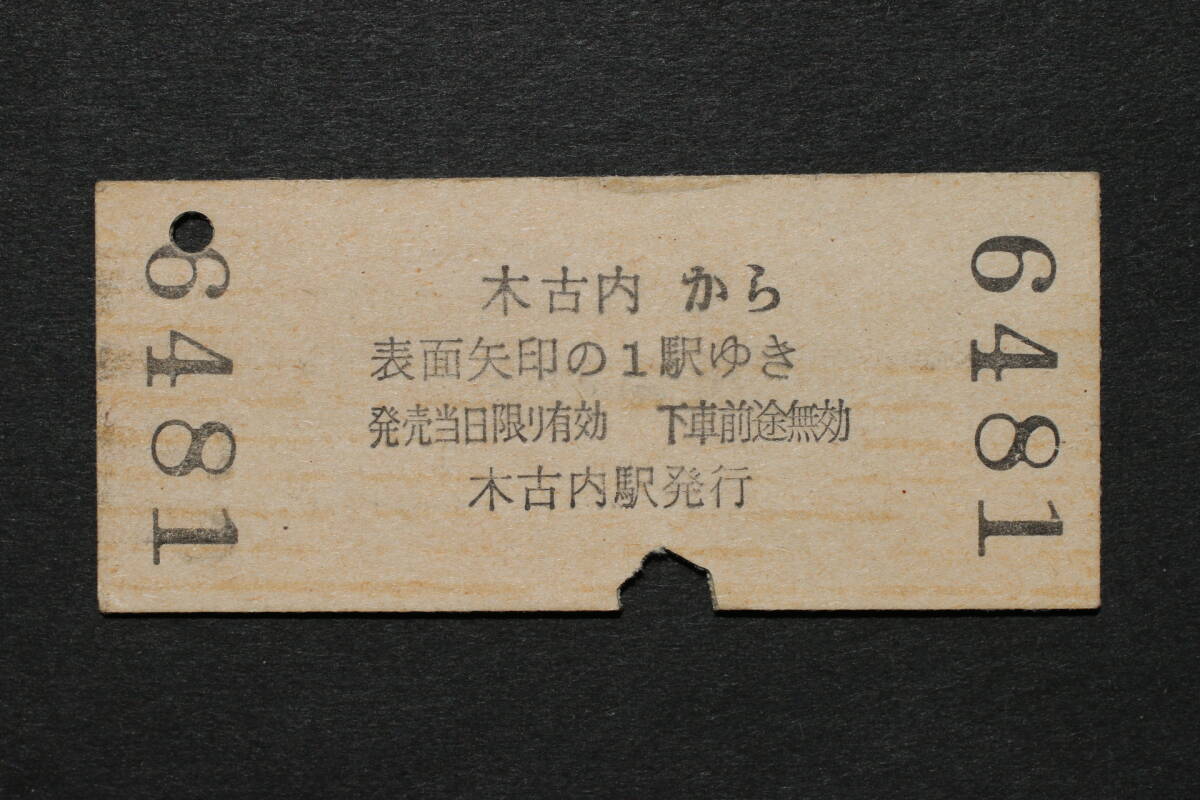 6481
木古内 から
表面矢印の1駅ゆき
発売当日限り有効 下車前途無効
木古内駅発行
6481